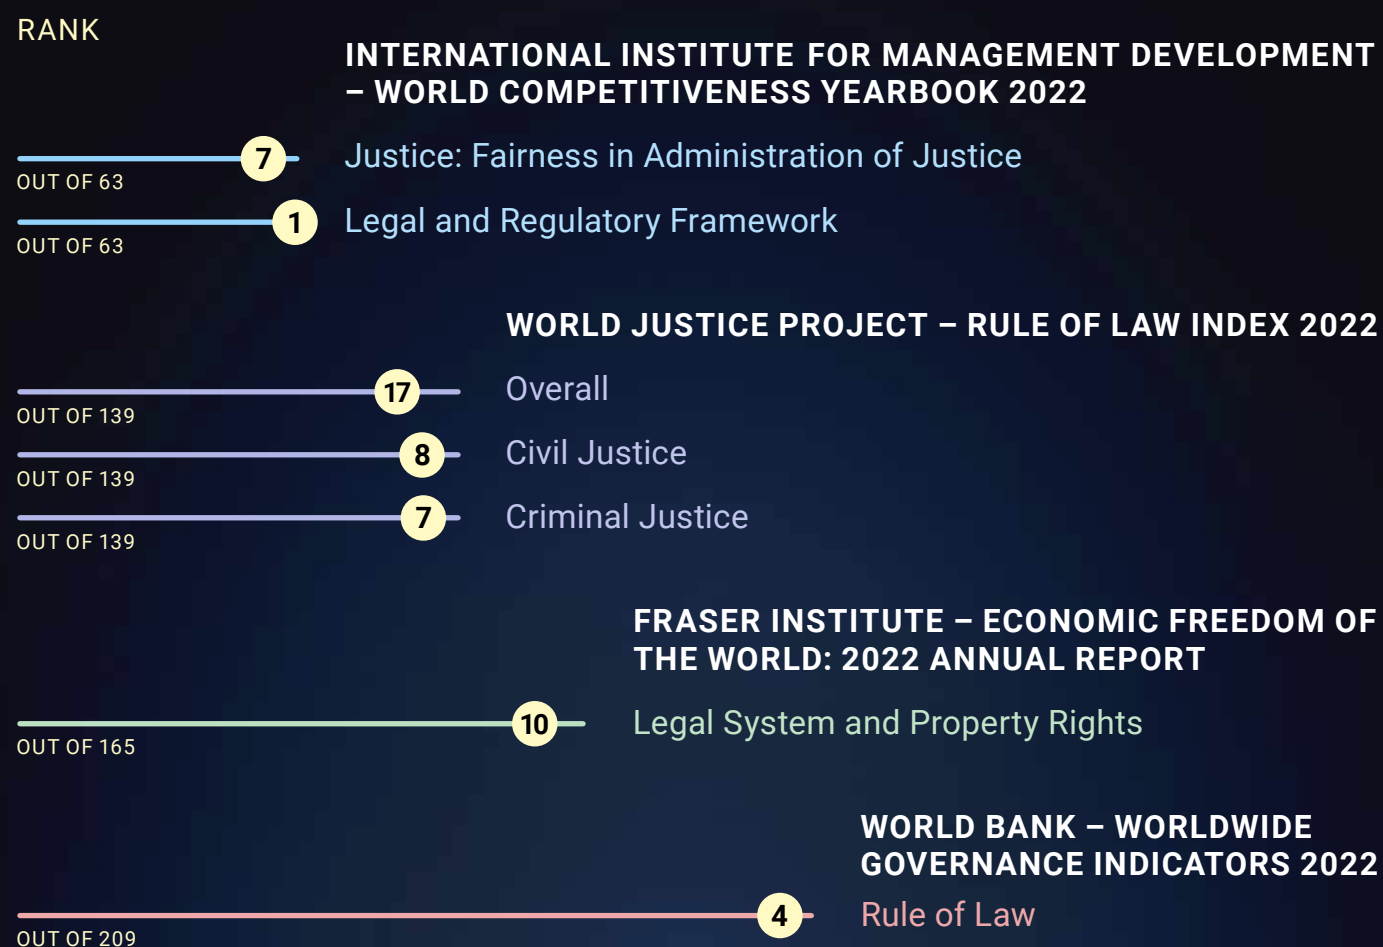 RANK
INTERNATIONAL INSTITUTE FOR MANAGEMENT DEVELOPMENT
– WORLD COMPETITIVENESS YEARBOOK 2022
7 Justice: Fairness in Administration of Justice
OUT OF 63
1 Legal and Regulatory Framework
OUT OF 63
WORLD JUSTICE PROJECT – RULE OF LAW INDEX 2022
17 Overall
OUT OF 139
8 Civil Justice
OUT OF 139
7 Criminal Justice
OUT OF 139
FRASER INSTITUTE – ECONOMIC FREEDOM OF
THE WORLD: 2022 ANNUAL REPORT
10 Legal System and Property Rights
OUT OF 165
WORLD BANK – WORLDWIDE
GOVERNANCE INDICATORS 2022
4 Rule of Law
OUT OF 209